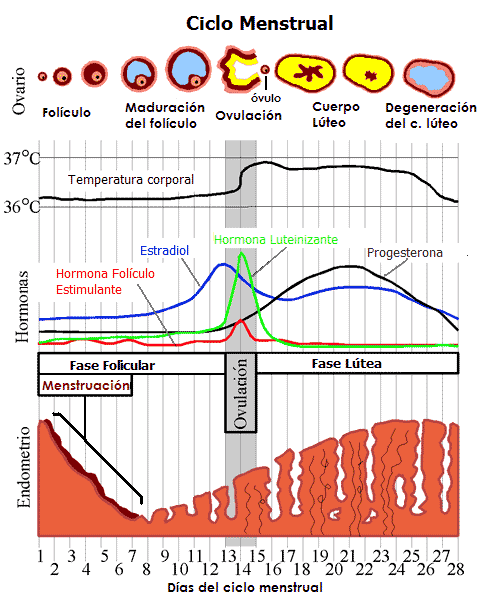 Ciclo Menstrual
Ovario
Folículo
Maduración
del folículo
Ovulación
óvulo
Cuerpo
Lúteo
Degeneración
del c. lúteo
37°C
36°C
Temperatura corporal
Hormonas
Estradiol
Hormona Luteinizante
Progesterona
Hormona Folículo
Estimulante
Fase Folicular
Ovulación
Fase Lútea
Menstruación
Endometrio
1 3 5 7 9 11 13 15 17 19 21 23 25 27
2 4 6 8 10 12 14 16 18 20 22 24 26 28
Días del ciclo menstrual